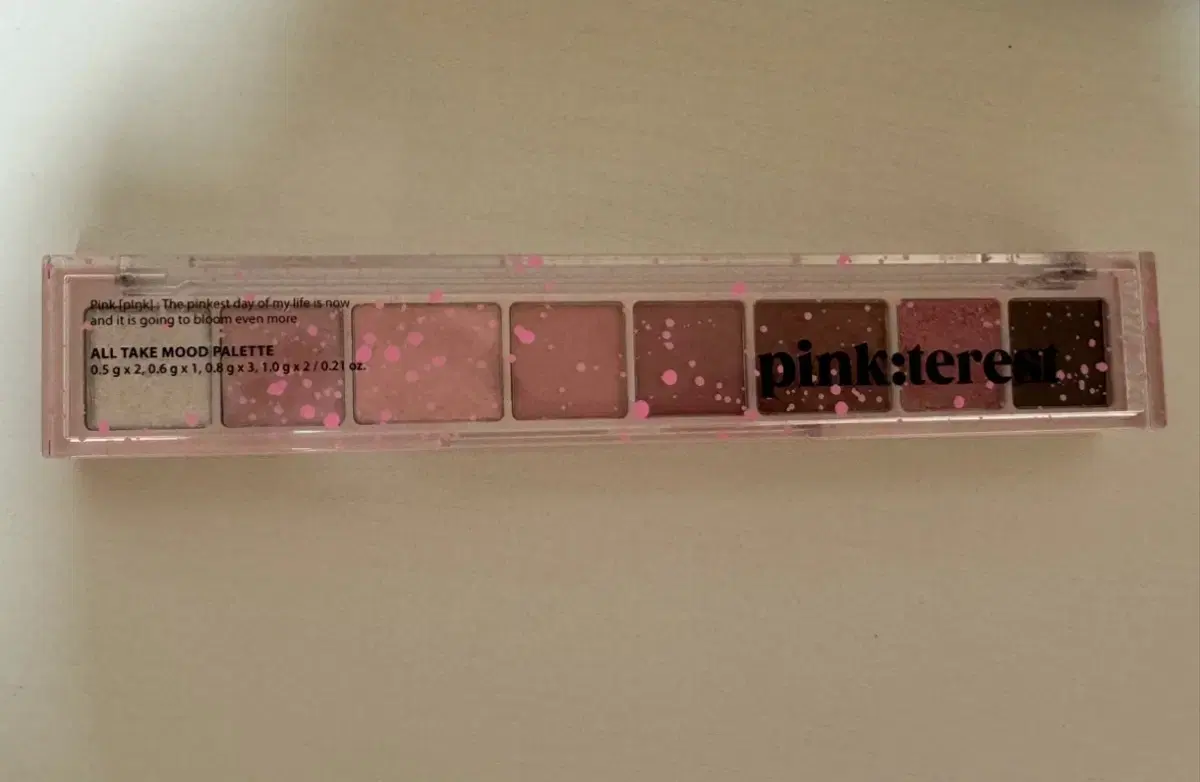 Pink [pıŋk] : The pinkest day of my life is now
and it is going to bloom even more
ALL TAKE MOOD PALETTE
0.5 g x 2, 0.6 g x 1, 0.8 g x 3, 1.0 g x 2 / 0.21 oz.
pink:terest